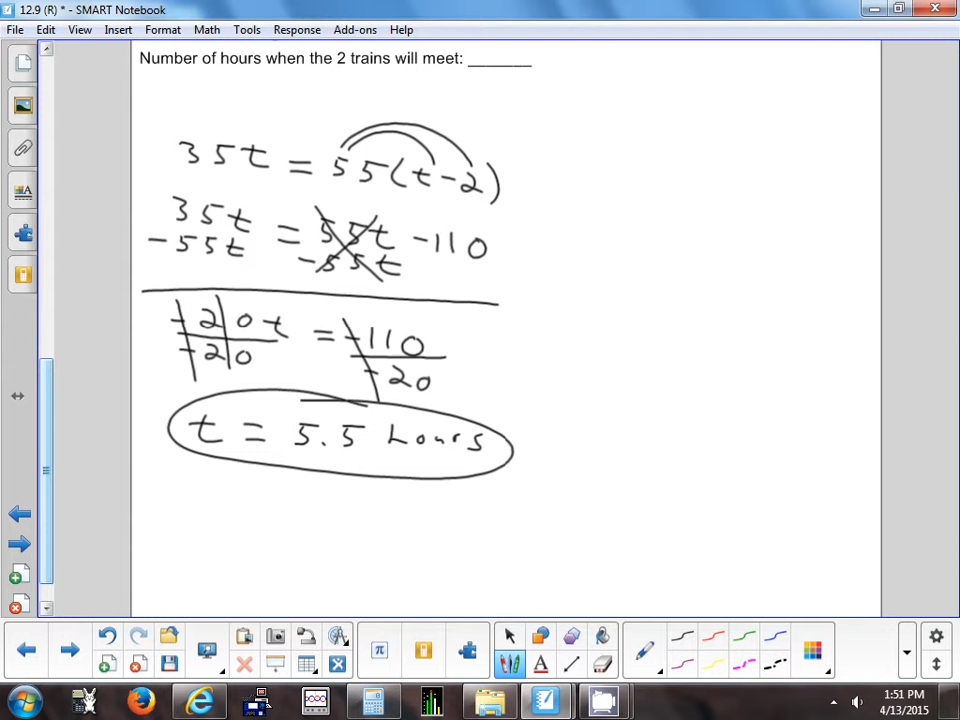 12.9 (R) * - SMART Notebook
File Edit View Insert Format Math Tools Response Add-ons Help
Number of hours when the 2 trains will meet: _______
35t = 55(t-2)
35t = 55t -110
-55t -55t
-20t = -110
-20 -20
t = 5.5 hours
1:51 PM
4/13/2015